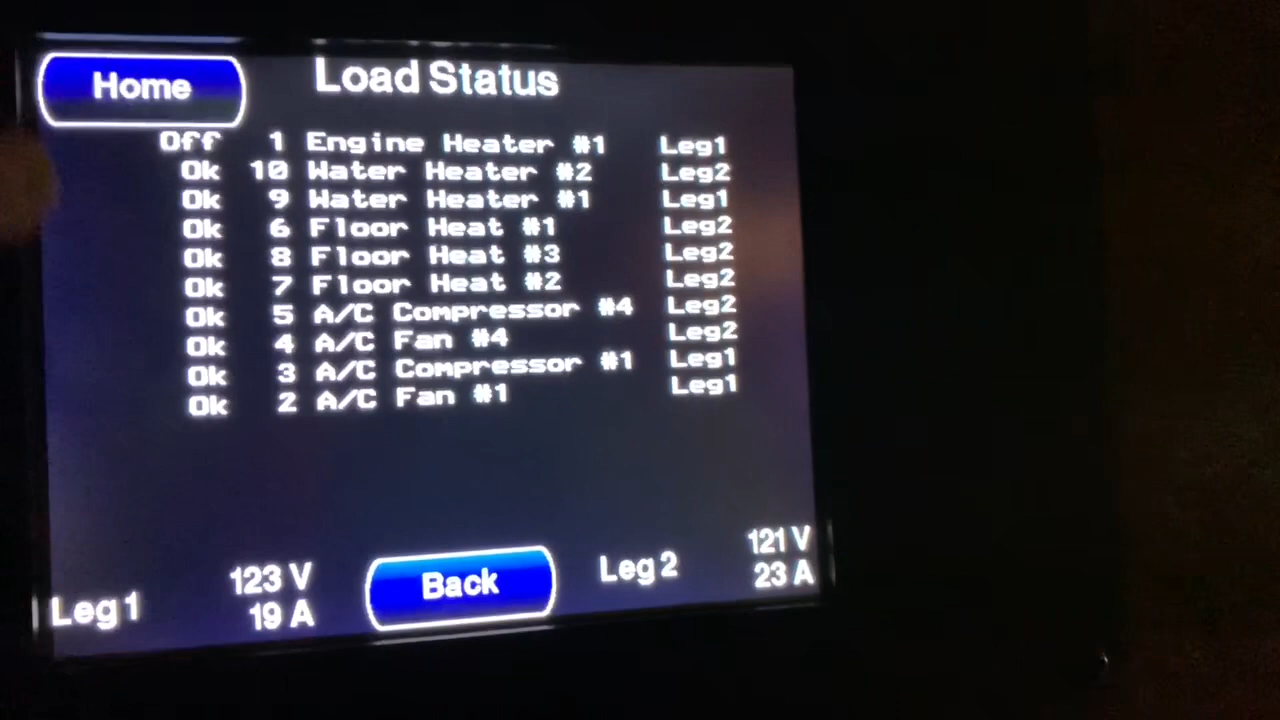 Home Load Status
Off 1 Engine Heater #1 Leg1
Ok 10 Water Heater #2 Leg2
Ok 9 Water Heater #1 Leg1
Ok 6 Floor Heat #1 Leg2
Ok 8 Floor Heat #3 Leg2
Ok 7 Floor Heat #2 Leg2
Ok 5 A/C Compressor #4 Leg2
Ok 4 A/C Fan #4 Leg2
Ok 3 A/C Compressor #1 Leg1
Ok 2 A/C Fan #1 Leg1
Leg 1 123 V
19 A
Back
Leg 2 121 V
23 A